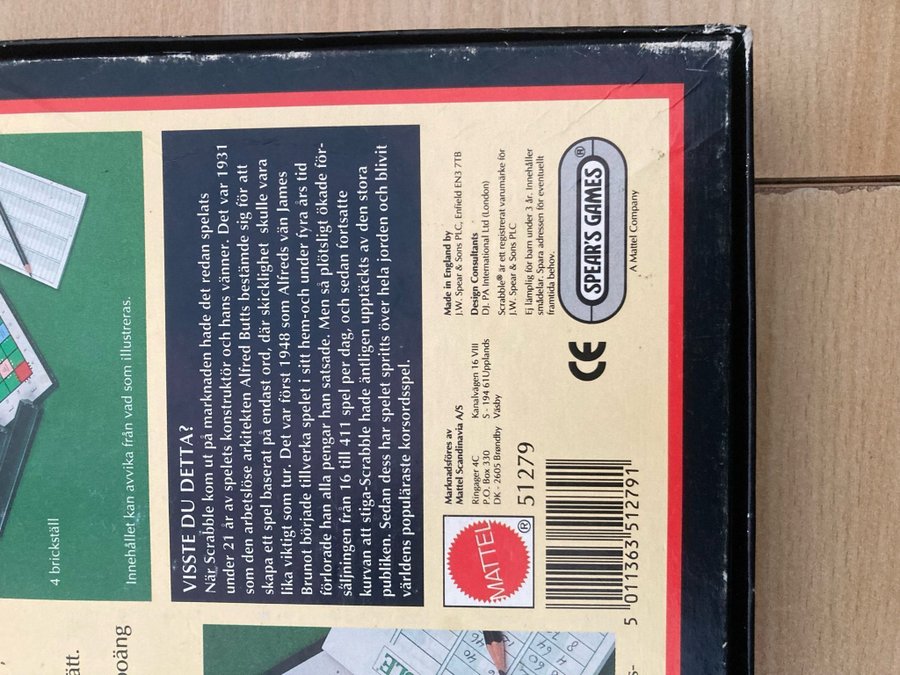 4 brickställ
Innehållet kan avvika från vad som illustreras.
VISSTE DU DETTA?
När Scrabble kom ut på marknaden hade det redan spelats
under 21 år av spelets konstruktör och hans vänner. Det var 1931
som den arbetslöse arkitekten Alfred Butts bestämde sig för att
skapa ett spel baserat på endast ord, där skicklighet skulle vara
lika viktigt som tur. Det var först 1948 som Alfreds vän James
Brunot började tillverka spelet i sitt hem-och under fyra års tid
förlorade han alla pengar han satsade. Men så plötsligt ökade för-
säljningen från 16 till 411 spel per dag, och sedan fortsatte
kurvan att stiga-Scrabble hade äntligen upptäckts av den stora
publiken. Sedan dess har spelet spritts över hela jorden och blivit
världens populäraste korsordsspel.
MATTEL
®
Marknadsföres av
Mattel Scandinavia A/S
Ringager 4C
P.O. Box 330
DK - 2605 Brøndby
Kanalvägen 16 VIII
S - 194 61Upplands
Väsby
51279
5 011363 512791
Made in England by
J.W. Spear & Sons PLC, Enfield EN3 7TB
Design Consultants
DJ. PA International Ltd (London)
Scrabble® är ett registrerat varumärke för
J.W. Spear & Sons PLC
Ej lämplig för barn under 3 år. Innehåller
smådelar. Spara adressen för eventuellt
framtida behov.
CE
SPEAR'S GAMES
®
A Mattel Company
ätt.
poäng